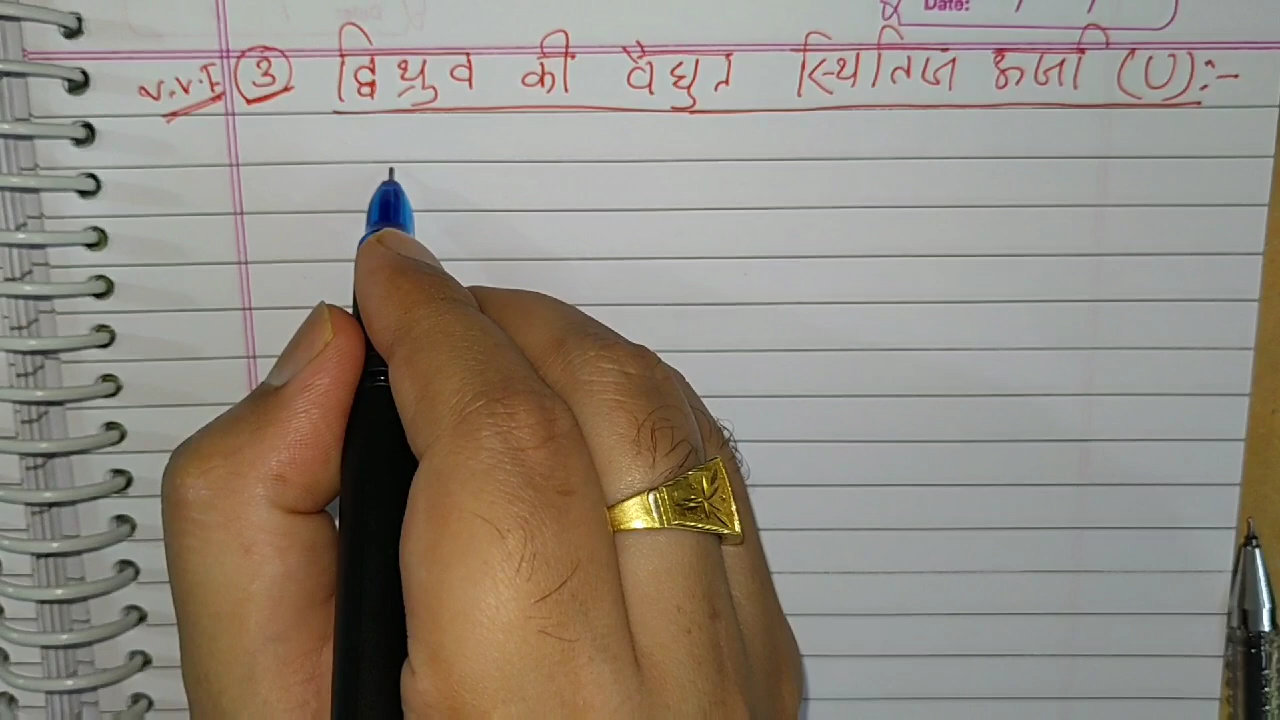 Date: / /
v.v.I ③ द्विध्रुव की वैद्युत स्थितिज ऊर्जा (U):-